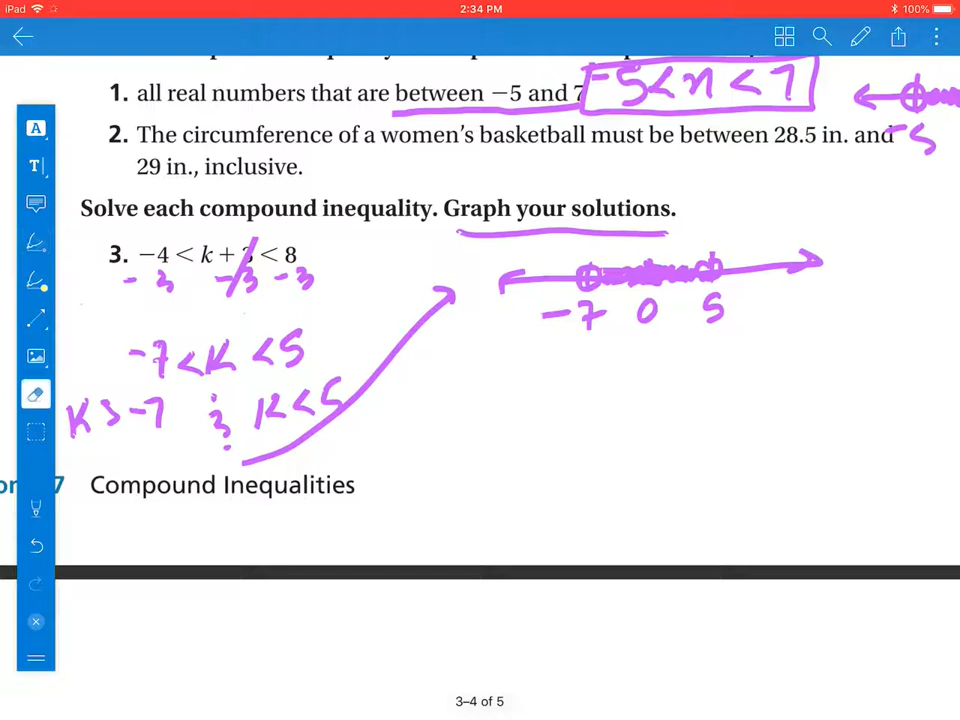 iPad 2:34 PM 100%
1. all real numbers that are between −5 and 7 -5<n<7
-5
2. The circumference of a women's basketball must be between 28.5 in. and
29 in., inclusive.
Solve each compound inequality. Graph your solutions.
3. −4 < k + 3 < 8
- 3 -3 -3
-7 0 5
-7 < K < 5
K > -7 K < 5
7 Compound Inequalities
3–4 of 5